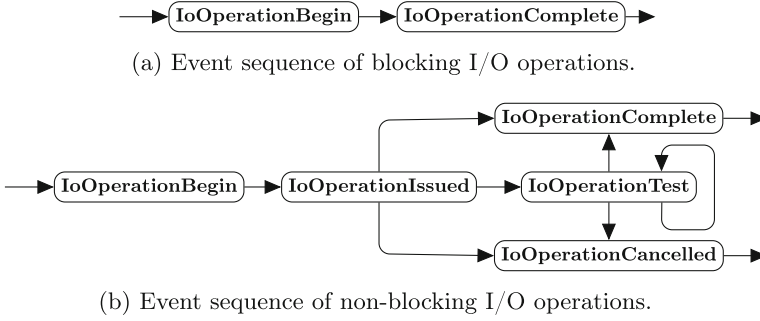 IoOperationBegin IoOperationComplete
(a) Event sequence of blocking I/O operations.
IoOperationComplete
IoOperationBegin IoOperationIssued IoOperationTest
IoOperationCancelled
(b) Event sequence of non-blocking I/O operations.